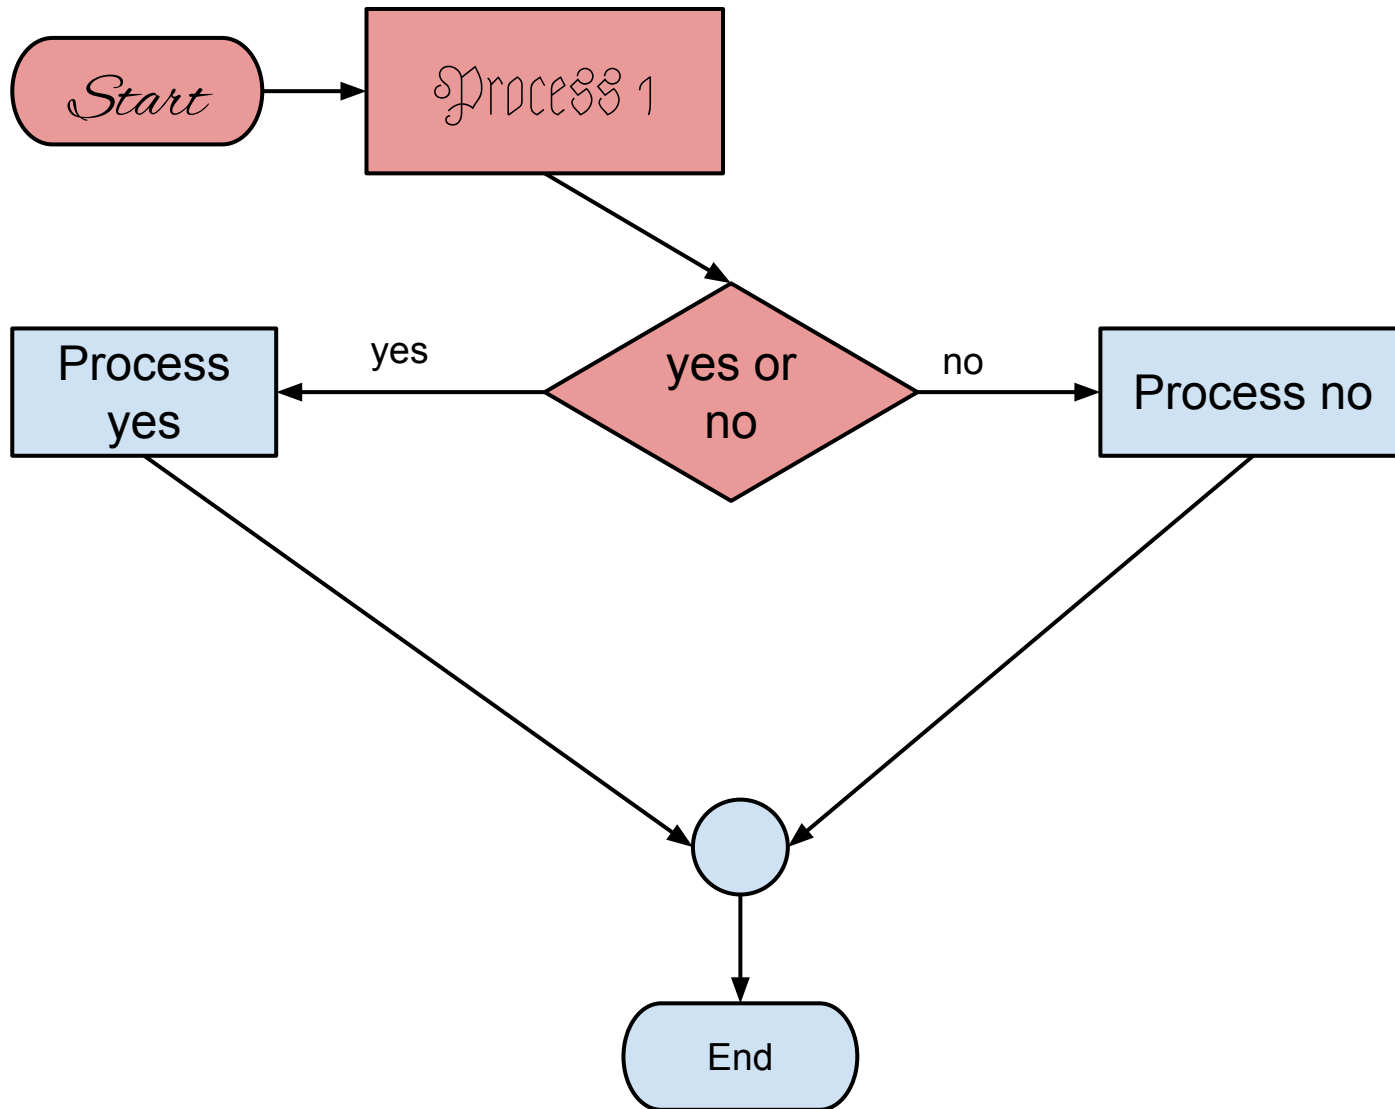 Start
Process 1
yes
no
Process
yes
yes or
no
Process no
End